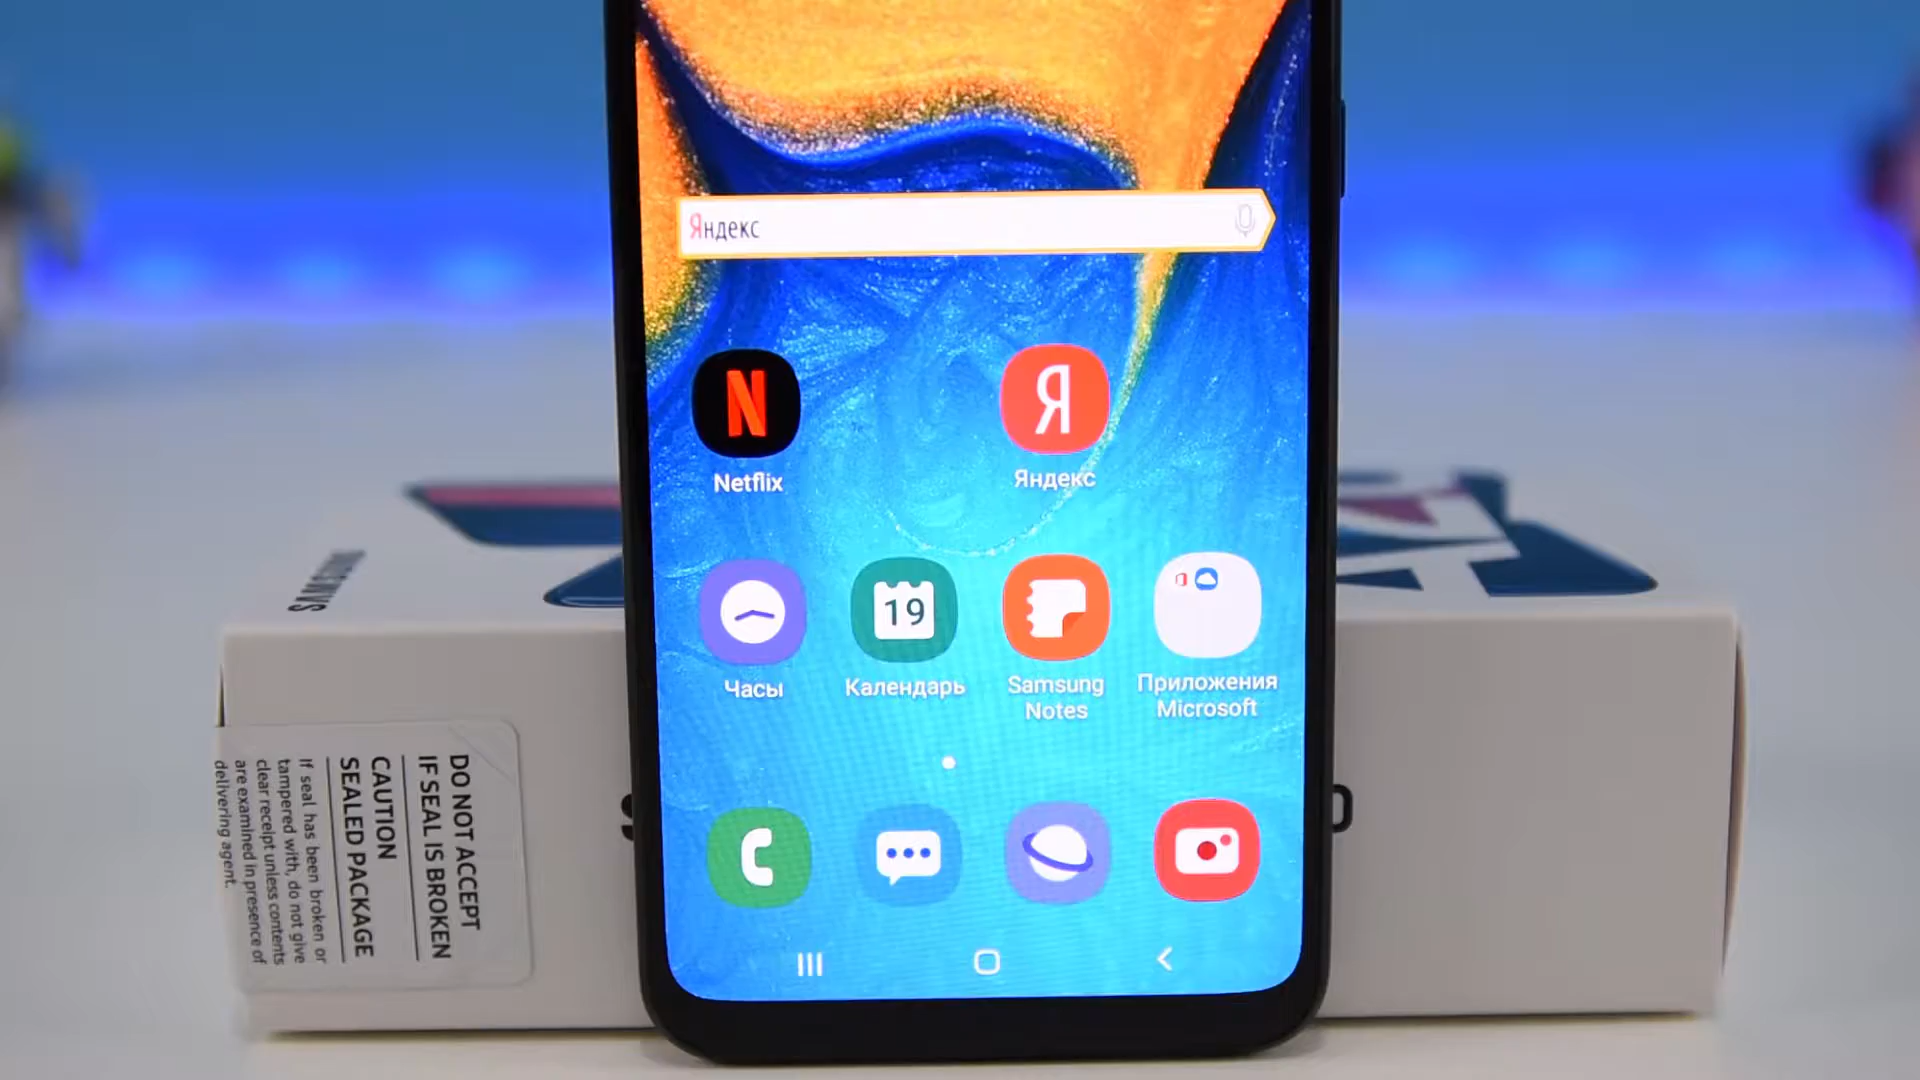 Яндекс
N
Я
Netflix
Яндекс
19
Часы
Календарь
Samsung
Notes
Приложения
Microsoft
SAMSUNG
DO NOT ACCEPT
IF SEAL IS BROKEN
CAUTION
SEALED PACKAGE
If seal has been broken or
tampered with, do not give
clear receipt unless contents
are examined in presence of
delivering agent.